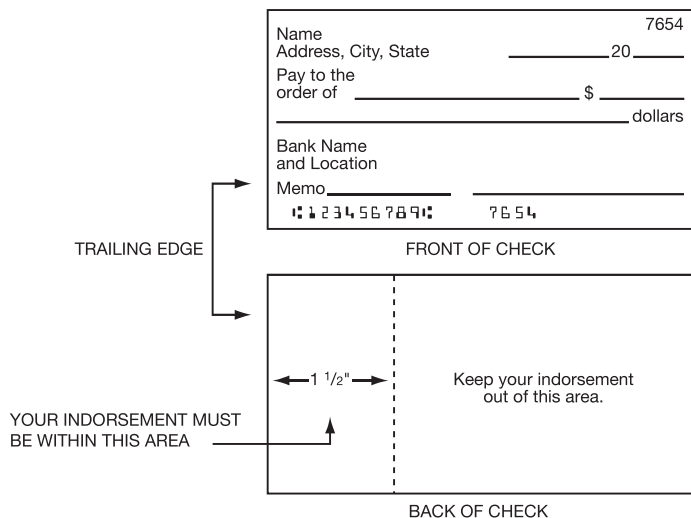 7654
Name
Address, City, State 20
Pay to the
order of $
dollars
Bank Name
and Location
Memo
⑆123456789⑆ 7654
TRAILING EDGE
FRONT OF CHECK
1 1/2"
Keep your indorsement
out of this area.
YOUR INDORSEMENT MUST
BE WITHIN THIS AREA
BACK OF CHECK